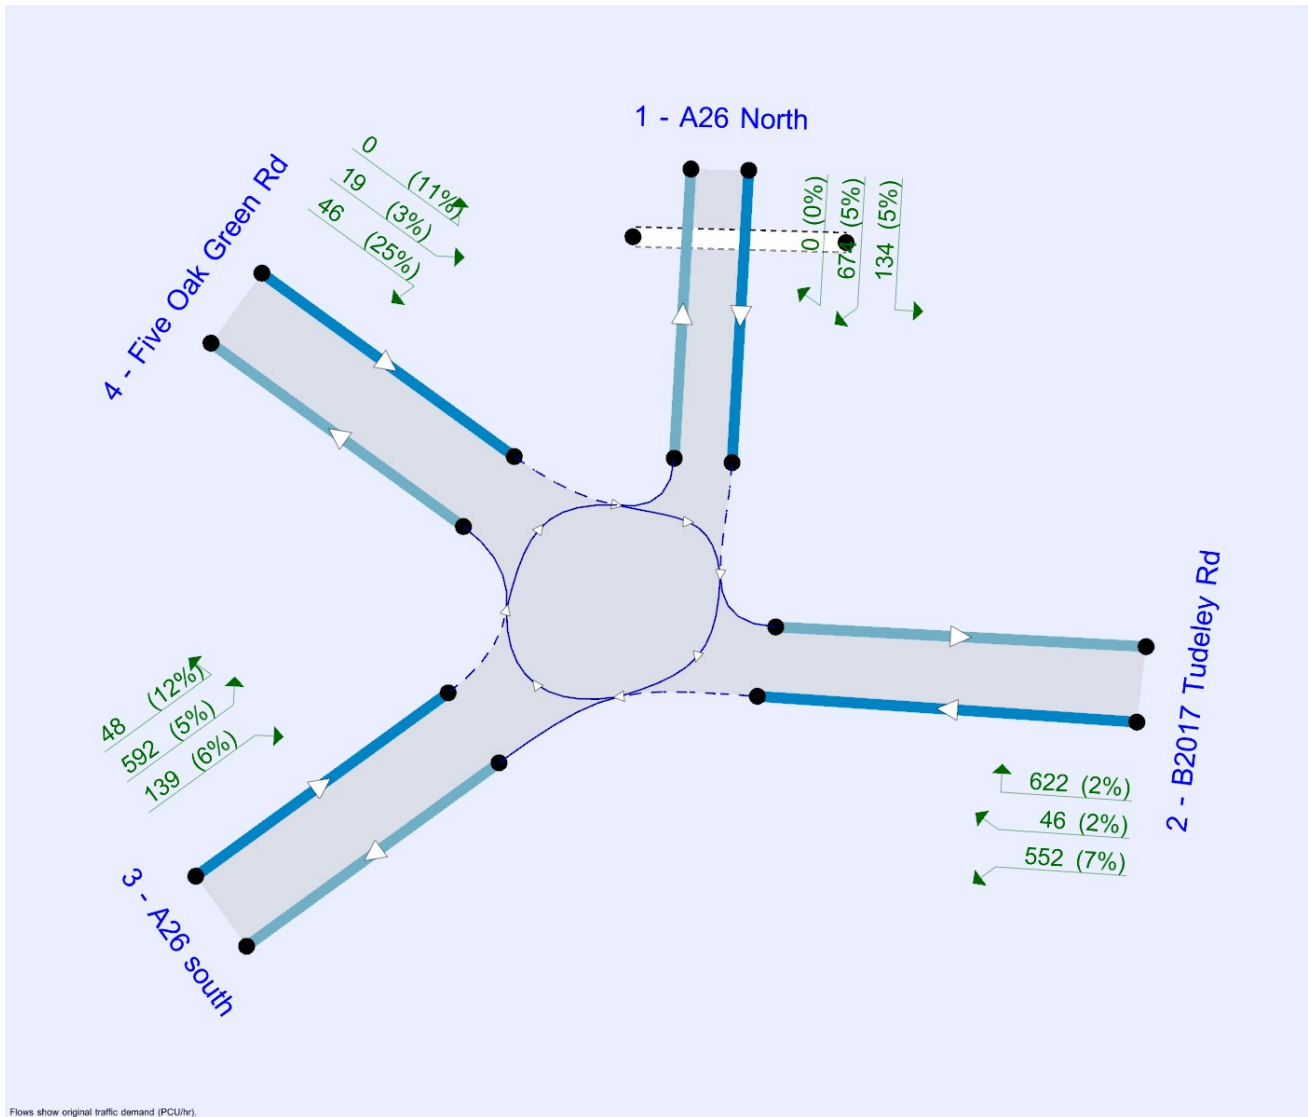 1 - A26 North
0 (0%)
(5%)
134 (5%)
4 - Five Oak Green Rd
0 (11%)
19 (3%)
46 (25%)
2 - B2017 Tudeley Rd
622 (2%)
46 (2%)
552 (7%)
48 (12%)
592 (5%)
139 (6%)
3 - A26 south
Flows show original traffic demand (PCU/hr).